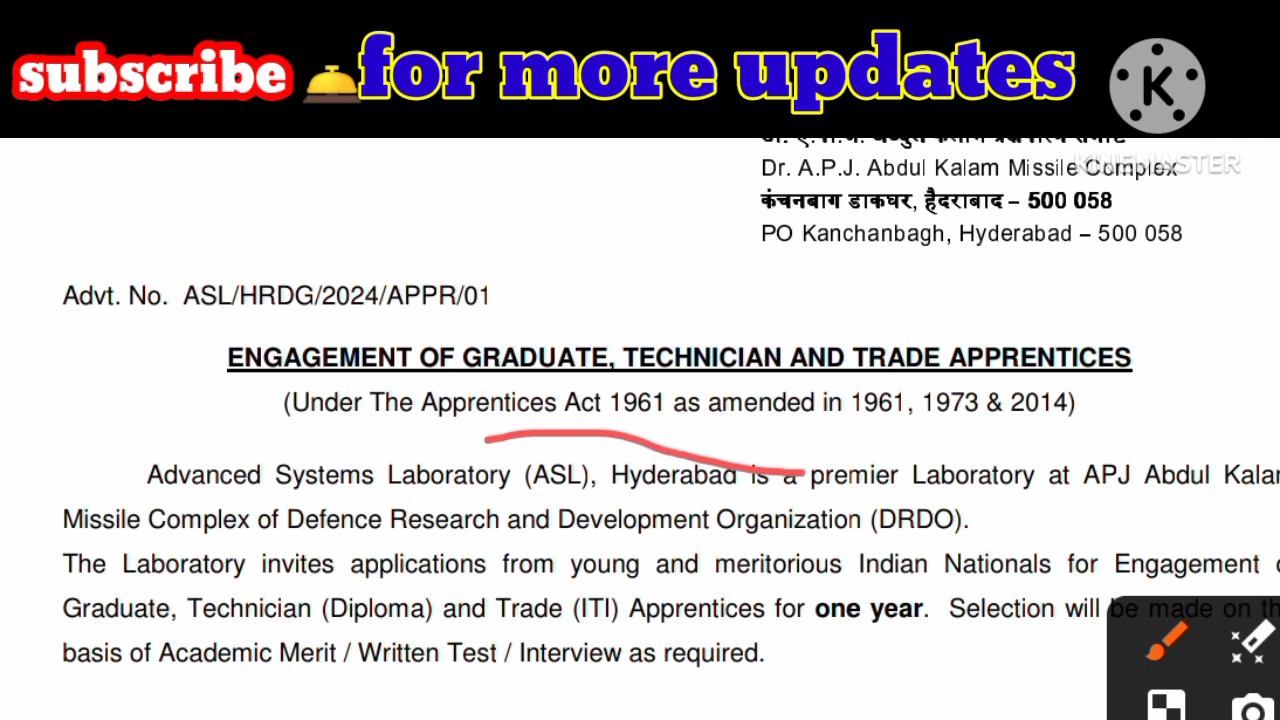 subscribe for more updates
K
KINEMASTER
Dr. A.P.J. Abdul Kalam Missile Complex
कंचनबाग डाकघर, हैदराबाद – 500 058
PO Kanchanbagh, Hyderabad – 500 058
Advt. No. ASL/HRDG/2024/APPR/01
ENGAGEMENT OF GRADUATE, TECHNICIAN AND TRADE APPRENTICES
(Under The Apprentices Act 1961 as amended in 1961, 1973 & 2014)
Advanced Systems Laboratory (ASL), Hyderabad is a premier Laboratory at APJ Abdul Kalam
Missile Complex of Defence Research and Development Organization (DRDO).
The Laboratory invites applications from young and meritorious Indian Nationals for Engagement
Graduate, Technician (Diploma) and Trade (ITI) Apprentices for one year. Selection will be made on
basis of Academic Merit / Written Test / Interview as required.